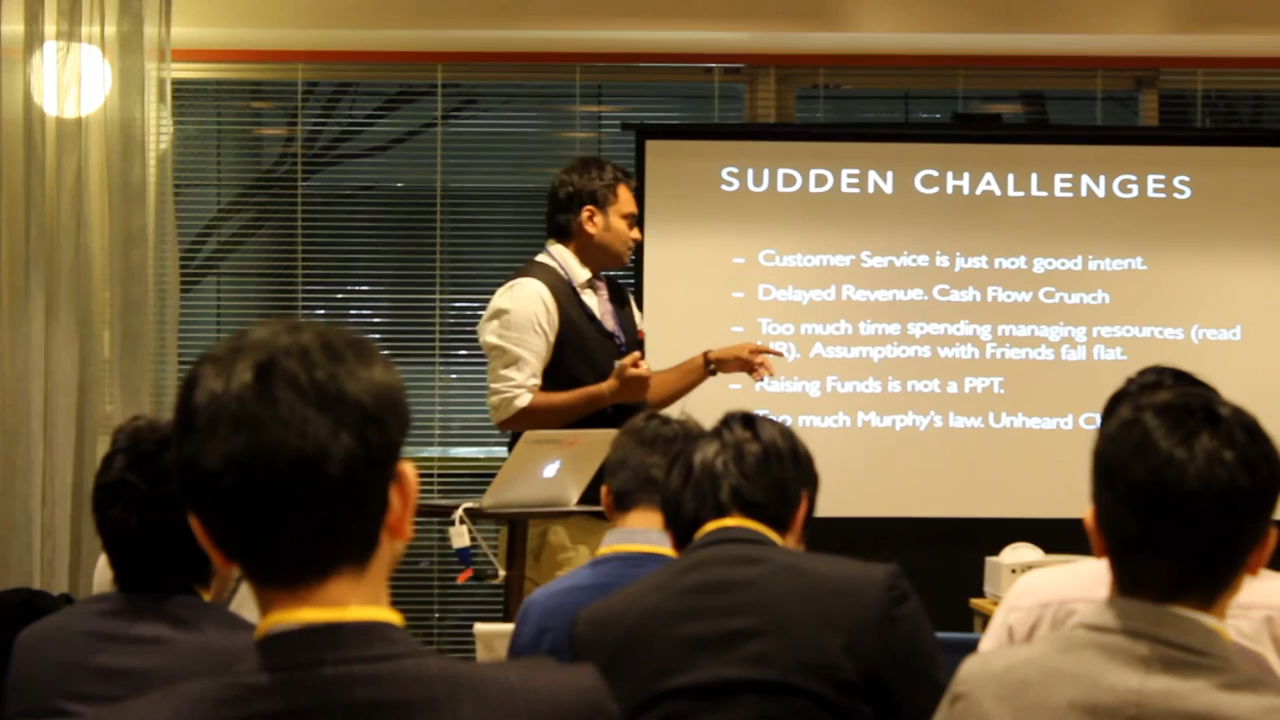 SUDDEN CHALLENGES
– Customer Service is just not good intent.
– Delayed Revenue. Cash Flow Crunch
– Too much time spending managing resources (read
HR). Assumptions with Friends fall flat.
– Raising Funds is not a PPT.
Too much Murphy's law. Unheard